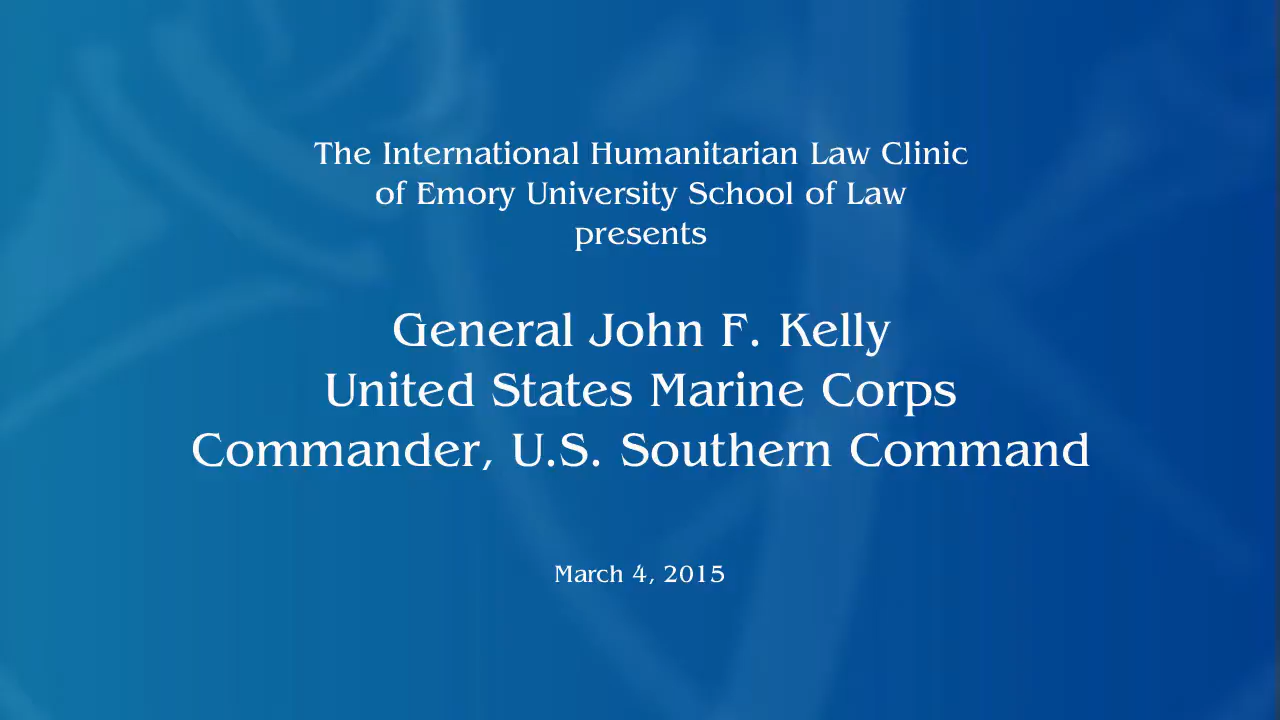 The International Humanitarian Law Clinic
of Emory University School of Law
presents
General John F. Kelly
United States Marine Corps
Commander, U.S. Southern Command
March 4, 2015